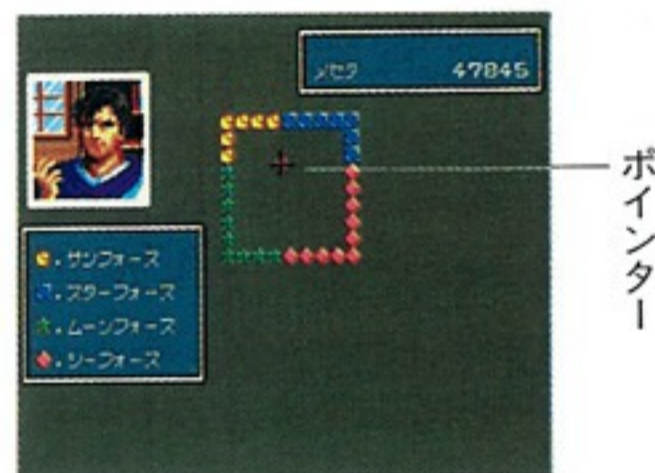 メセタ 47845
ポインター
・サンフォース
・スターフォース
・ムーンフォース
・シーフォース